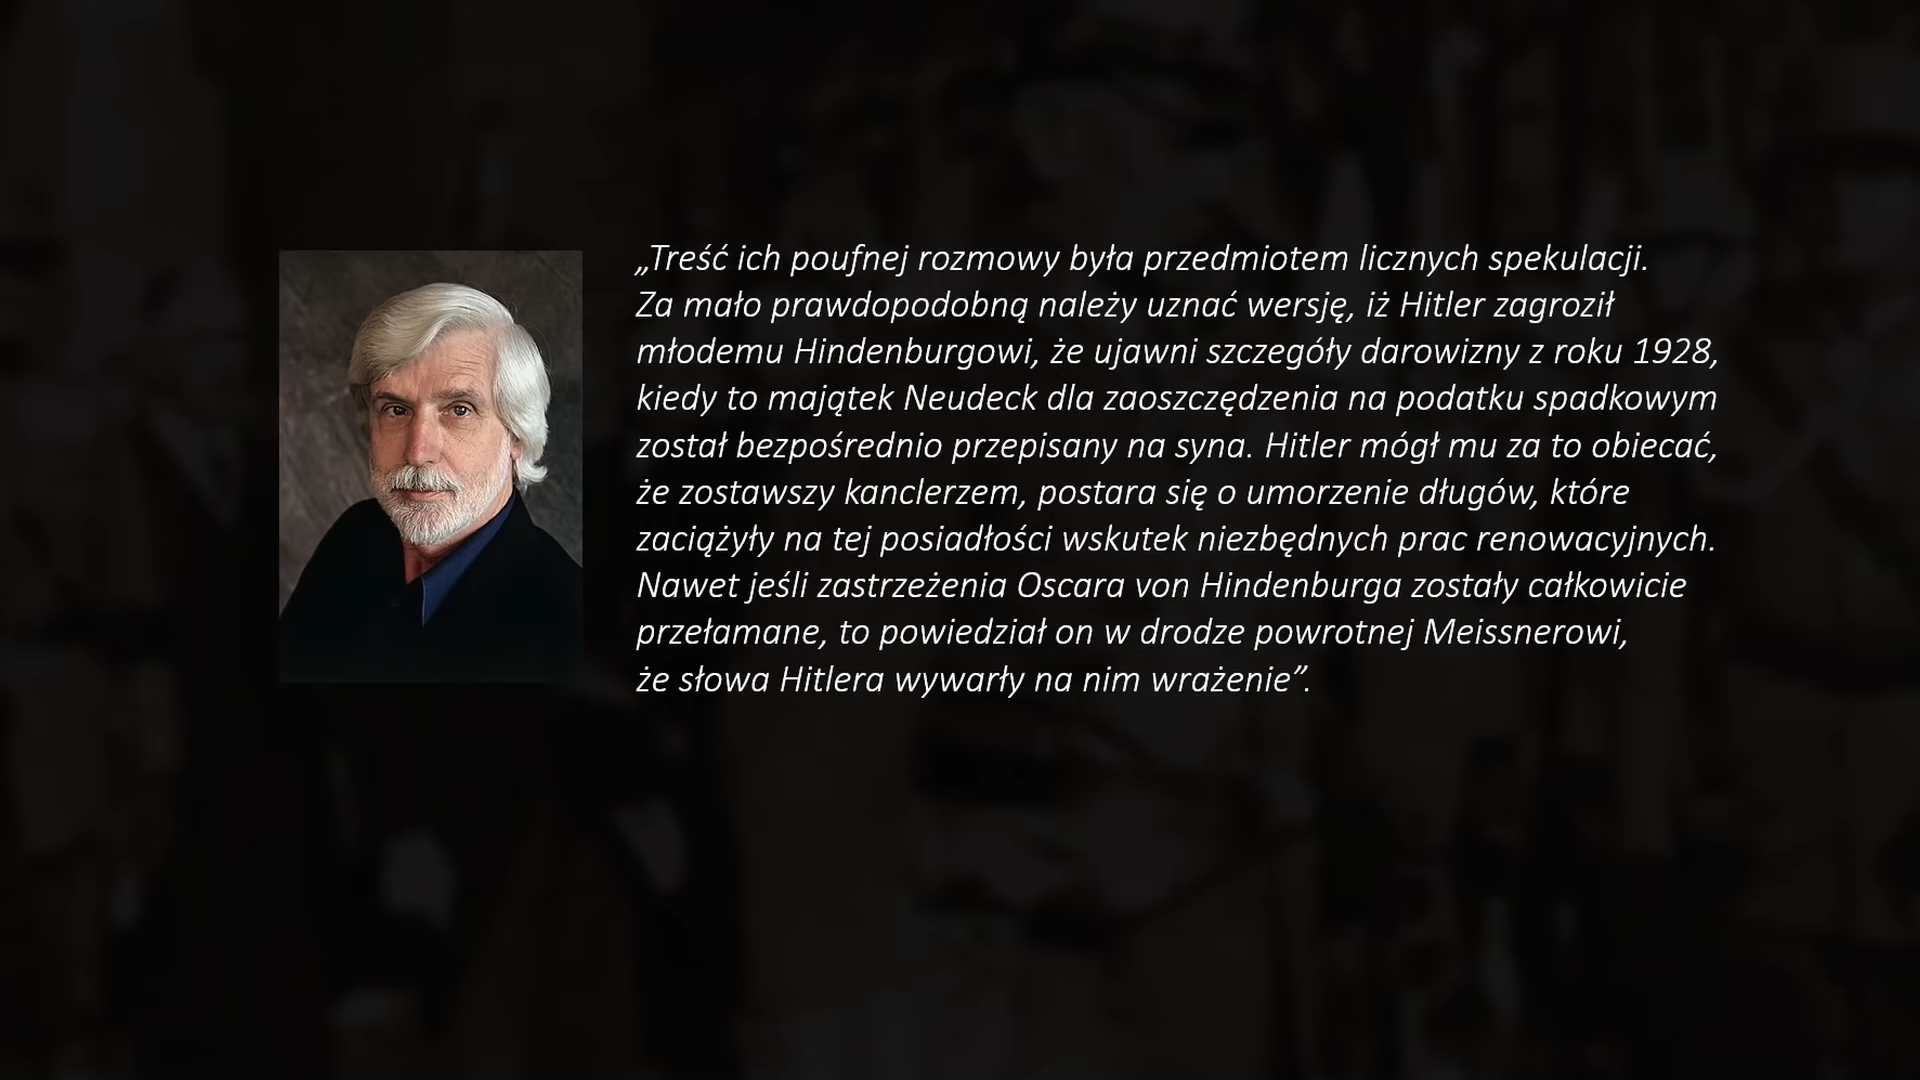 „Treść ich poufnej rozmowy była przedmiotem licznych spekulacji.
Za mało prawdopodobną należy uznać wersję, iż Hitler zagroził
młodemu Hindenburgowi, że ujawni szczegóły darowizny z roku 1928,
kiedy to majątek Neudeck dla zaoszczędzenia na podatku spadkowym
został bezpośrednio przepisany na syna. Hitler mógł mu za to obiecać,
że zostawszy kanclerzem, postara się o umorzenie długów, które
zaciążyły na tej posiadłości wskutek niezbędnych prac renowacyjnych.
Nawet jeśli zastrzeżenia Oscara von Hindenburga zostały całkowicie
przełamane, to powiedział on w drodze powrotnej Meissnerowi,
że słowa Hitlera wywarły na nim wrażenie”.